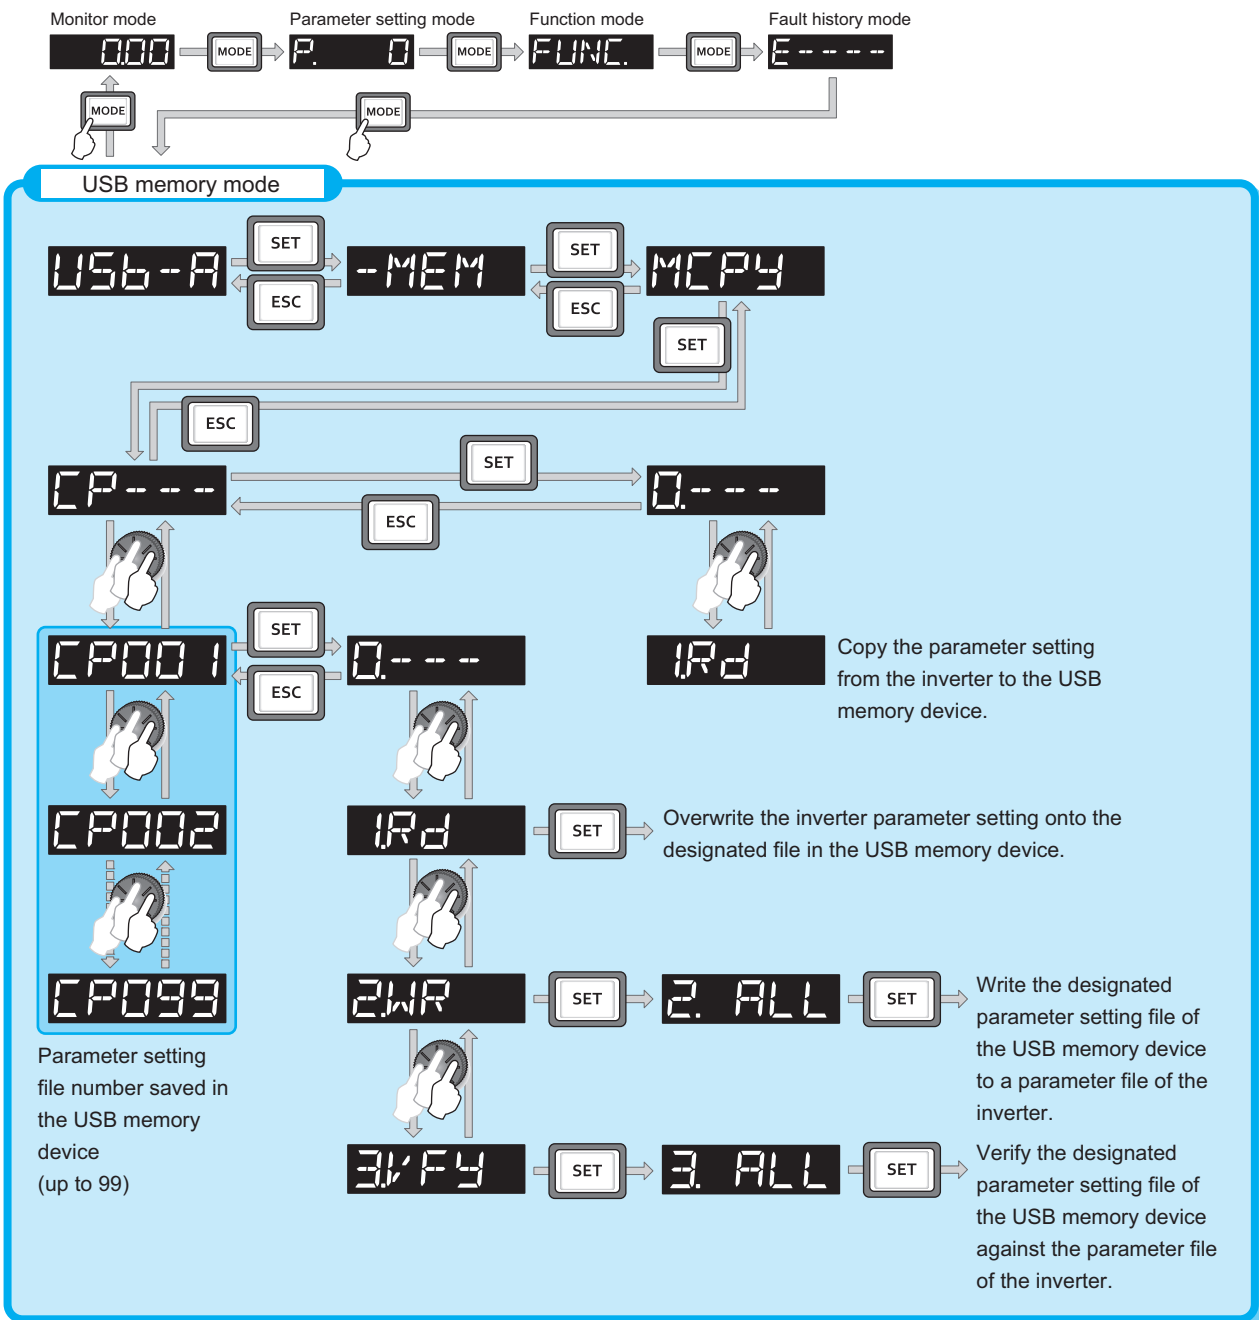 Monitor mode
Parameter setting mode
Function mode
Fault history mode
0.00
MODE
P. 0
MODE
FUNC.
MODE
E----
MODE
MODE
USB memory mode
USb-A
SET
ESC
-MEM
SET
ESC
MCPY
SET
ESC
CP---
SET
ESC
0.---
CP001
SET
ESC
0.---
1.Rd
Copy the parameter setting
from the inverter to the USB
memory device.
CP002
1.Rd
SET
Overwrite the inverter parameter setting onto the
designated file in the USB memory device.
CP099
2.WR
SET
2. ALL
SET
Write the designated
parameter setting file of
the USB memory device
to a parameter file of the
inverter.
Parameter setting
file number saved in
the USB memory
device
(up to 99)
3.VFY
SET
3. ALL
SET
Verify the designated
parameter setting file of
the USB memory device
against the parameter file
of the inverter.